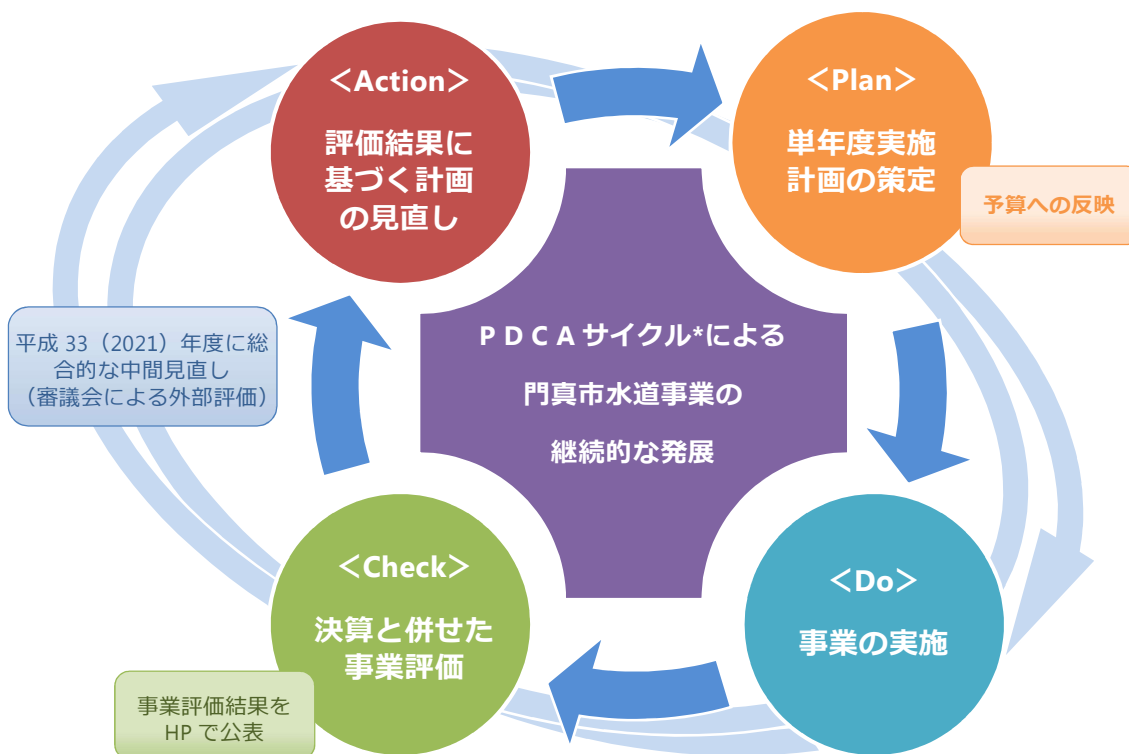 ＜Action＞
評価結果に
基づく計画
の見直し
＜Plan＞
単年度実施
計画の策定
予算への反映
平成 33（2021）年度に総
合的な中間見直し
（審議会による外部評価）
ＰＤＣＡサイクル*による
門真市水道事業の
継続的な発展
＜Check＞
決算と併せた
事業評価
事業評価結果を
HP で公表
＜Do＞
事業の実施